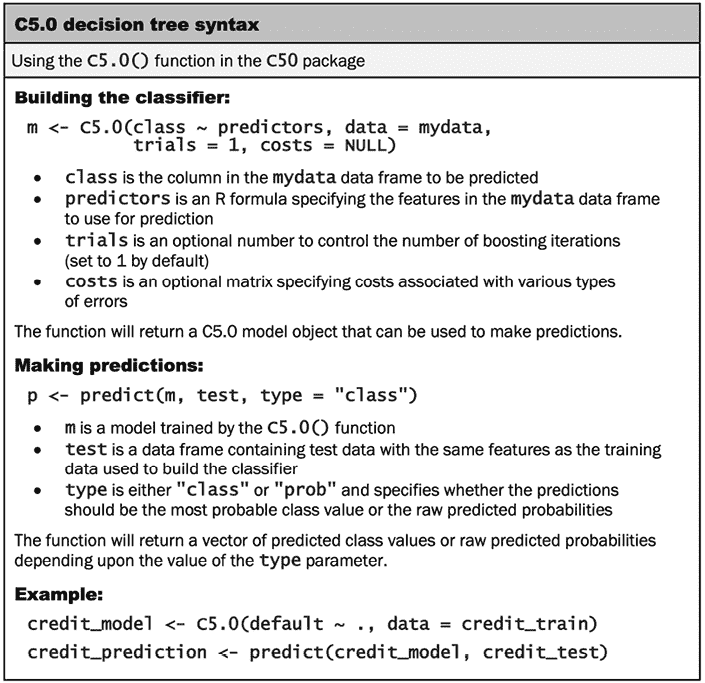 C5.0 decision tree syntax
Using the C5.0() function in the C50 package
Building the classifier:
m <- C5.0(class ~ predictors, data = mydata,
trials = 1, costs = NULL)
• class is the column in the mydata data frame to be predicted
• predictors is an R formula specifying the features in the mydata data frame
to use for prediction
• trials is an optional number to control the number of boosting iterations
(set to 1 by default)
• costs is an optional matrix specifying costs associated with various types
of errors
The function will return a C5.0 model object that can be used to make predictions.
Making predictions:
p <- predict(m, test, type = "class")
• m is a model trained by the C5.0() function
• test is a data frame containing test data with the same features as the training
data used to build the classifier
• type is either "class" or "prob" and specifies whether the predictions
should be the most probable class value or the raw predicted probabilities
The function will return a vector of predicted class values or raw predicted probabilities
depending upon the value of the type parameter.
Example:
credit_model <- C5.0(default ~ ., data = credit_train)
credit_prediction <- predict(credit_model, credit_test)